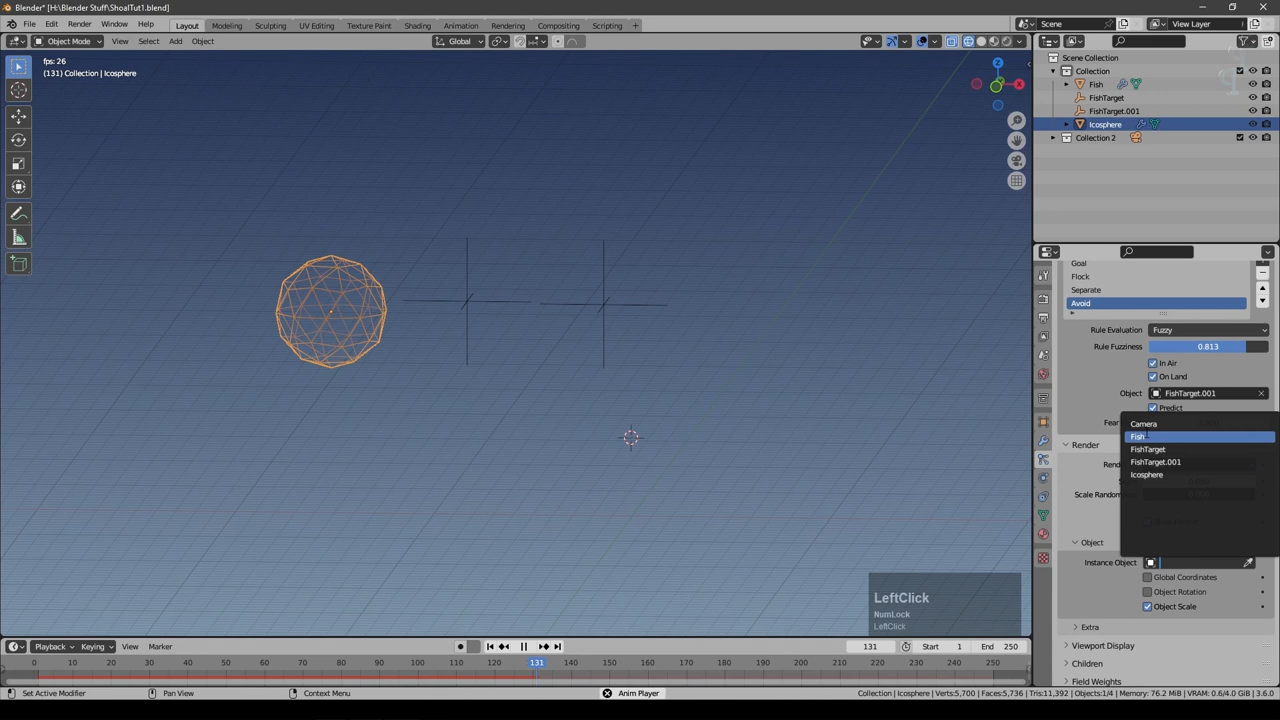 Blender* [H:\Blender Stuff\ShoalTut1.blend]
File Edit Render Window Help Layout Modeling Sculpting UV Editing Texture Paint Shading Animation Rendering Compositing Scripting +
Scene View Layer
Object Mode View Select Add Object Global
fps: 26
(131) Collection | Icosphere
Z
X
Scene Collection
Collection
Fish
FishTarget
FishTarget.001
Icosphere
Collection 2
Goal
Flock
Separate
Avoid
Rule Evaluation Fuzzy
Rule Fuzziness 0.813
In Air
On Land
Object FishTarget.001
Predict
Camera
Fish
FishTarget
FishTarget.001
Icosphere
Render
Scale Random
Object
Instance Object
Global Coordinates
Object Rotation
Object Scale
Extra
Viewport Display
Children
Field Weights
LeftClick
NumLock
LeftClick
Playback Keying View Marker 131 Start 1 End 250
0 10 20 30 40 50 60 70 80 90 100 110 120 131 140 150 160 170 180 190 200 210 220 230 240 250
Set Active Modifier Pan View Context Menu Anim Player Collection | Icosphere | Verts:5,700 | Faces:5,736 | Tris:11,392 | Objects:1/4 | Memory: 76.2 MiB | VRAM: 0.6/4.0 GiB | 3.6.0